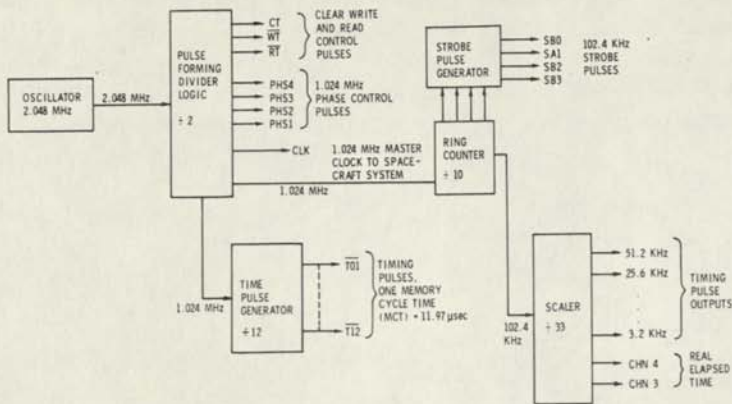 OSCILLATOR
2.048 MHz
2.048 MHz
PULSE
FORMING
DIVIDER
LOGIC
÷ 2
CT
WT
RT
CLEAR WRITE
AND READ
CONTROL
PULSES
PHS4
PHS3
PHS2
PHS1
1.024 MHz
PHASE CONTROL
PULSES
CLK
1.024 MHz MASTER
CLOCK TO SPACE-
CRAFT SYSTEM
1.024 MHz
STROBE
PULSE
GENERATOR
SB0
SA1
SB2
SB3
102.4 KHz
STROBE
PULSES
RING
COUNTER
÷ 10
1.024 MHz
TIME
PULSE
GENERATOR
÷12
T01
T12
TIMING
PULSES,
ONE MEMORY
CYCLE TIME
(MCT) = 11.97 μsec
102.4
KHz
SCALER
÷ 33
51.2 KHz
25.6 KHz
3.2 KHz
TIMING
PULSE
OUTPUTS
CHN 4
CHN 3
REAL
ELAPSED
TIME